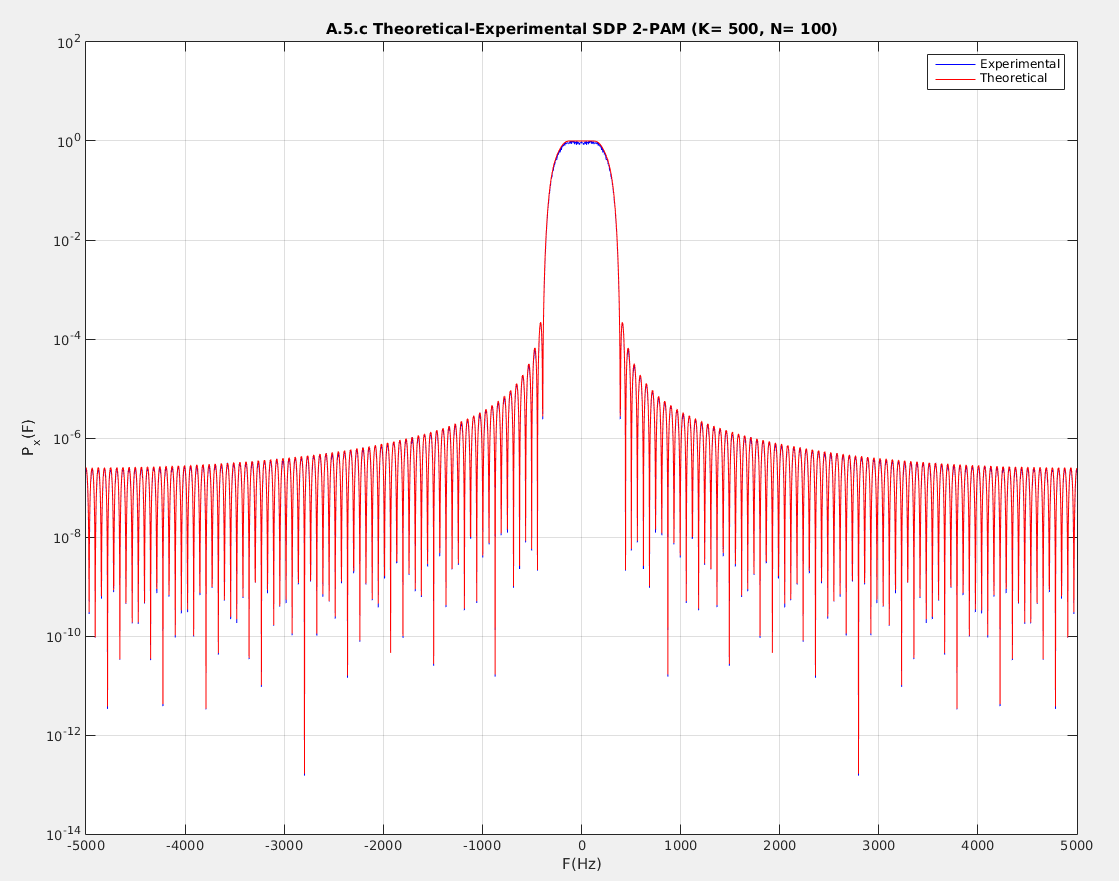 A.5.c Theoretical-Experimental SDP 2-PAM (K= 500, N= 100)
Experimental
Theoretical
10^2
10^0
10^-2
10^-4
10^-6
10^-8
10^-10
10^-12
10^-14
P_x(F)
-5000 -4000 -3000 -2000 -1000 0 1000 2000 3000 4000 5000
F(Hz)